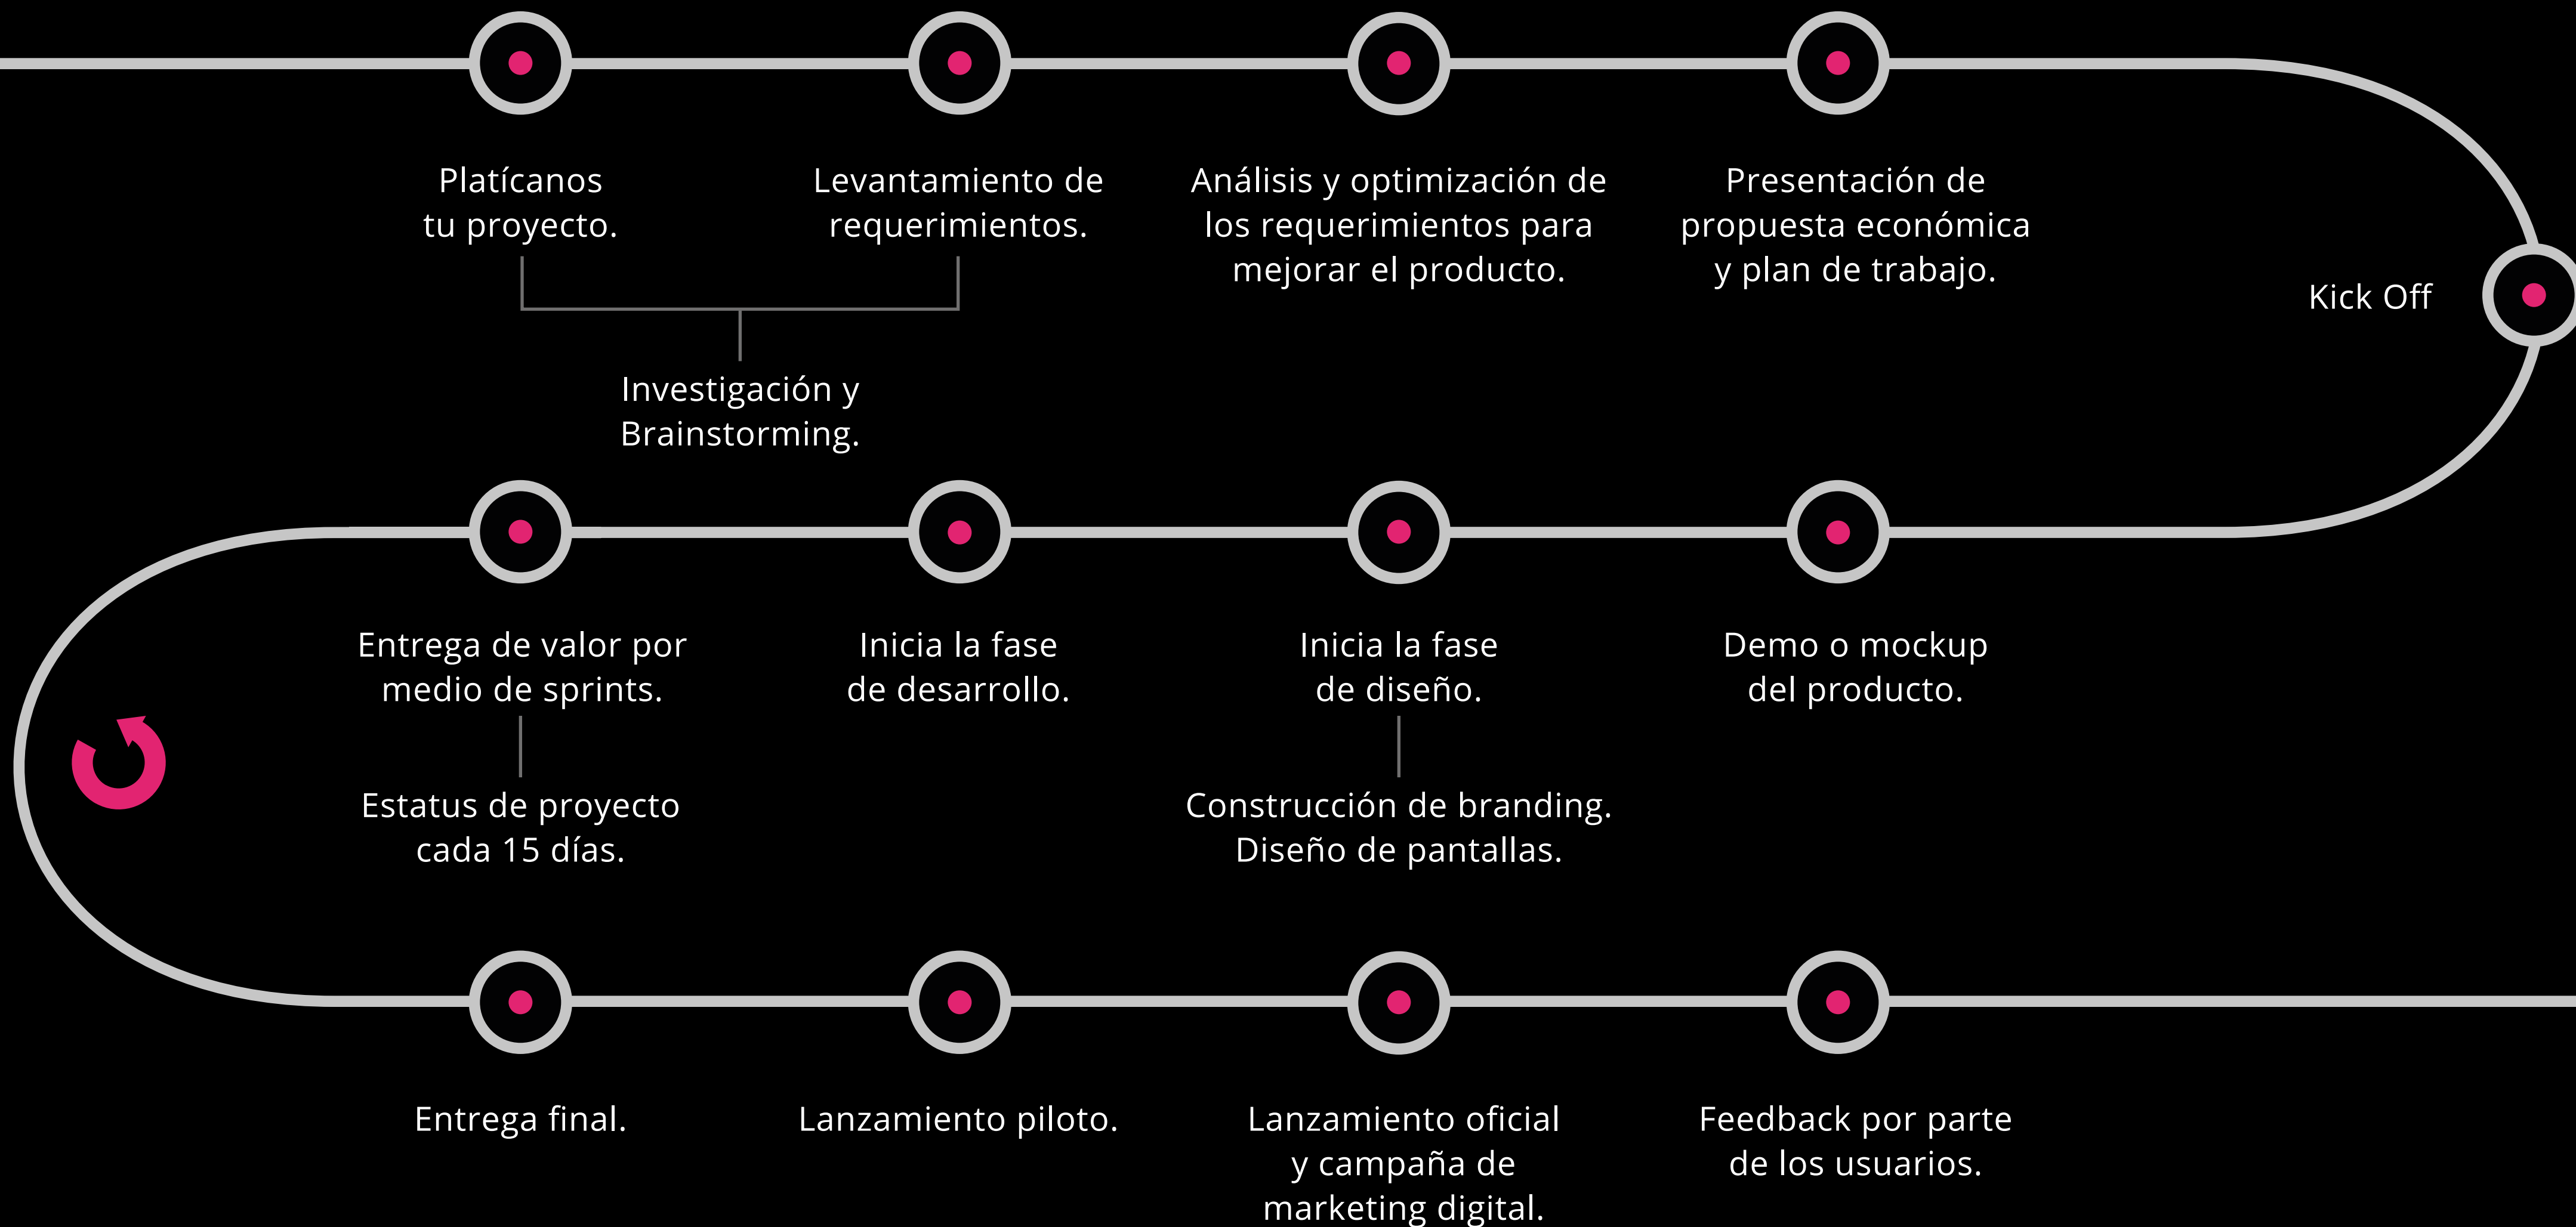 Platícanos
tu proyecto.
Levantamiento de
requerimientos.
Investigación y
Brainstorming.
Análisis y optimización de
los requerimientos para
mejorar el producto.
Presentación de
propuesta económica
y plan de trabajo.
Kick Off
Demo o mockup
del producto.
Inicia la fase
de diseño.
Construcción de branding.
Diseño de pantallas.
Inicia la fase
de desarrollo.
Entrega de valor por
medio de sprints.
Estatus de proyecto
cada 15 días.
Entrega final.
Lanzamiento piloto.
Lanzamiento oficial
y campaña de
marketing digital.
Feedback por parte
de los usuarios.